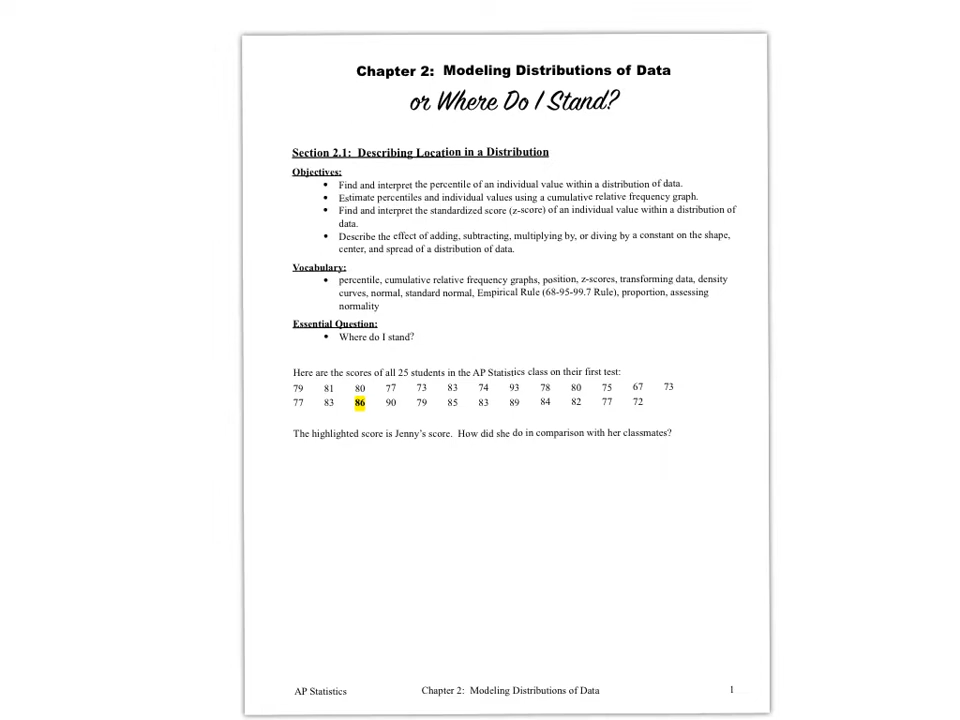 Chapter 2: Modeling Distributions of Data
or Where Do I Stand?
Section 2.1: Describing Location in a Distribution
Objectives:
• Find and interpret the percentile of an individual value within a distribution of data.
• Estimate percentiles and individual values using a cumulative relative frequency graph.
• Find and interpret the standardized score (z-score) of an individual value within a distribution of
data.
• Describe the effect of adding, subtracting, multiplying by, or diving by a constant on the shape,
center, and spread of a distribution of data.
Vocabulary:
• percentile, cumulative relative frequency graphs, position, z-scores, transforming data, density
curves, normal, standard normal, Empirical Rule (68-95-99.7 Rule), proportion, assessing
normality
Essential Question:
• Where do I stand?
Here are the scores of all 25 students in the AP Statistics class on their first test:
79 81 80 77 73 83 74 93 78 80 75 67 73
77 83 86 90 79 85 83 89 84 82 77 72
The highlighted score is Jenny's score. How did she do in comparison with her classmates?
AP Statistics Chapter 2: Modeling Distributions of Data 1